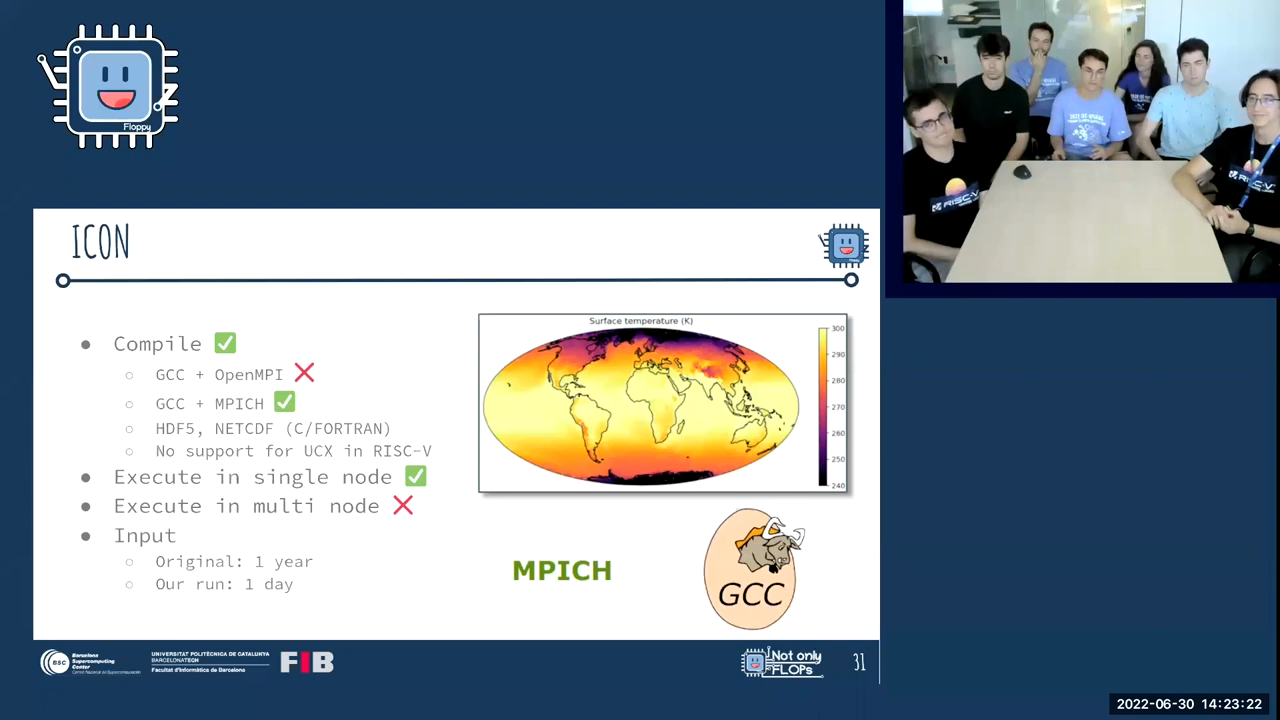 Floppy
ICON
Compile
GCC + OpenMPI
GCC + MPICH
HDF5, NETCDF (C/FORTRAN)
No support for UCX in RISC-V
Execute in single node
Execute in multi node
Input
Original: 1 year
Our run: 1 day
Surface temperature (K)
300
290
280
270
260
250
240
MPICH
GCC
BSC
Barcelona
Supercomputing
Center
Centro Nacional de Supercomputación
UNIVERSITAT POLITÈCNICA DE CATALUNYA
BARCELONATECH
Facultat d'Informàtica de Barcelona
FIB
Not only
FLOPs
31
RISC-V
RISC-V
2022-06-30 14:23:22